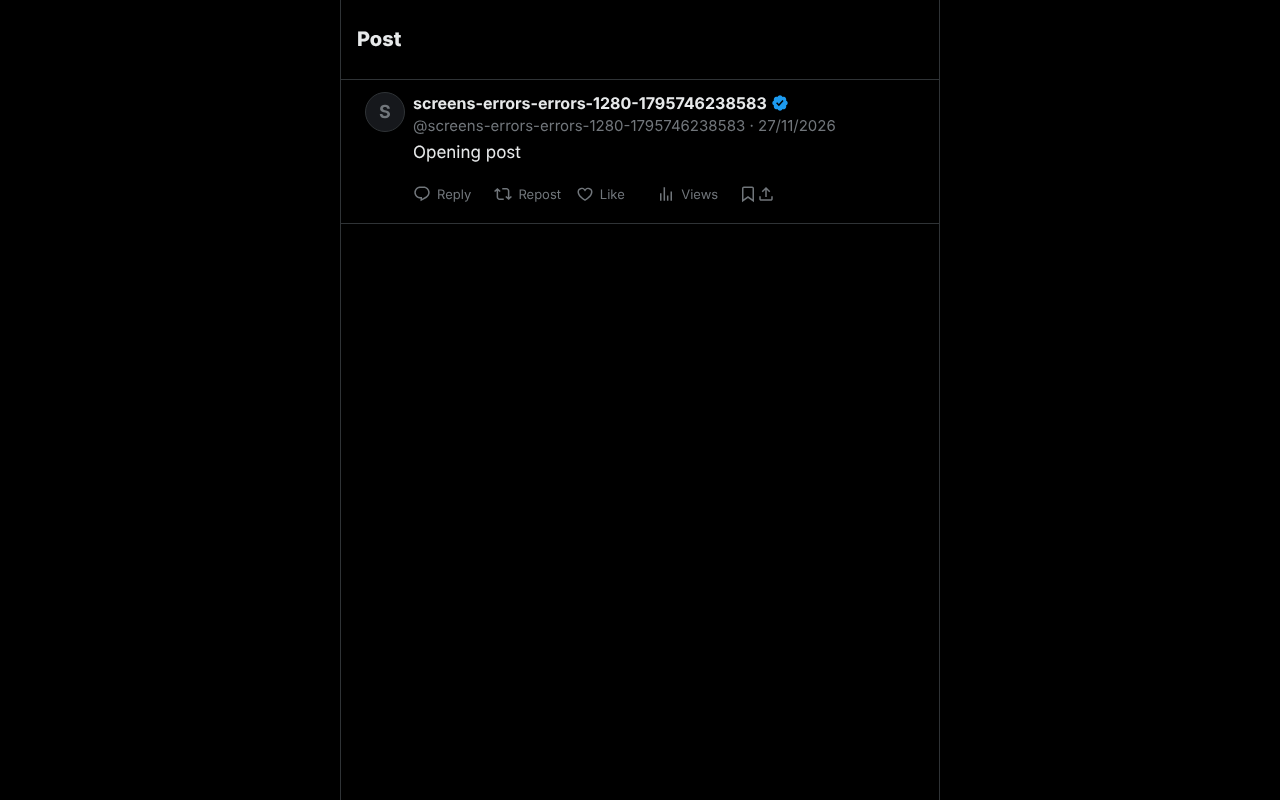 Post
S
screens-errors-errors-1280-1795746238583
@screens-errors-errors-1280-1795746238583 · 27/11/2026
Opening post
Reply Repost Like Views